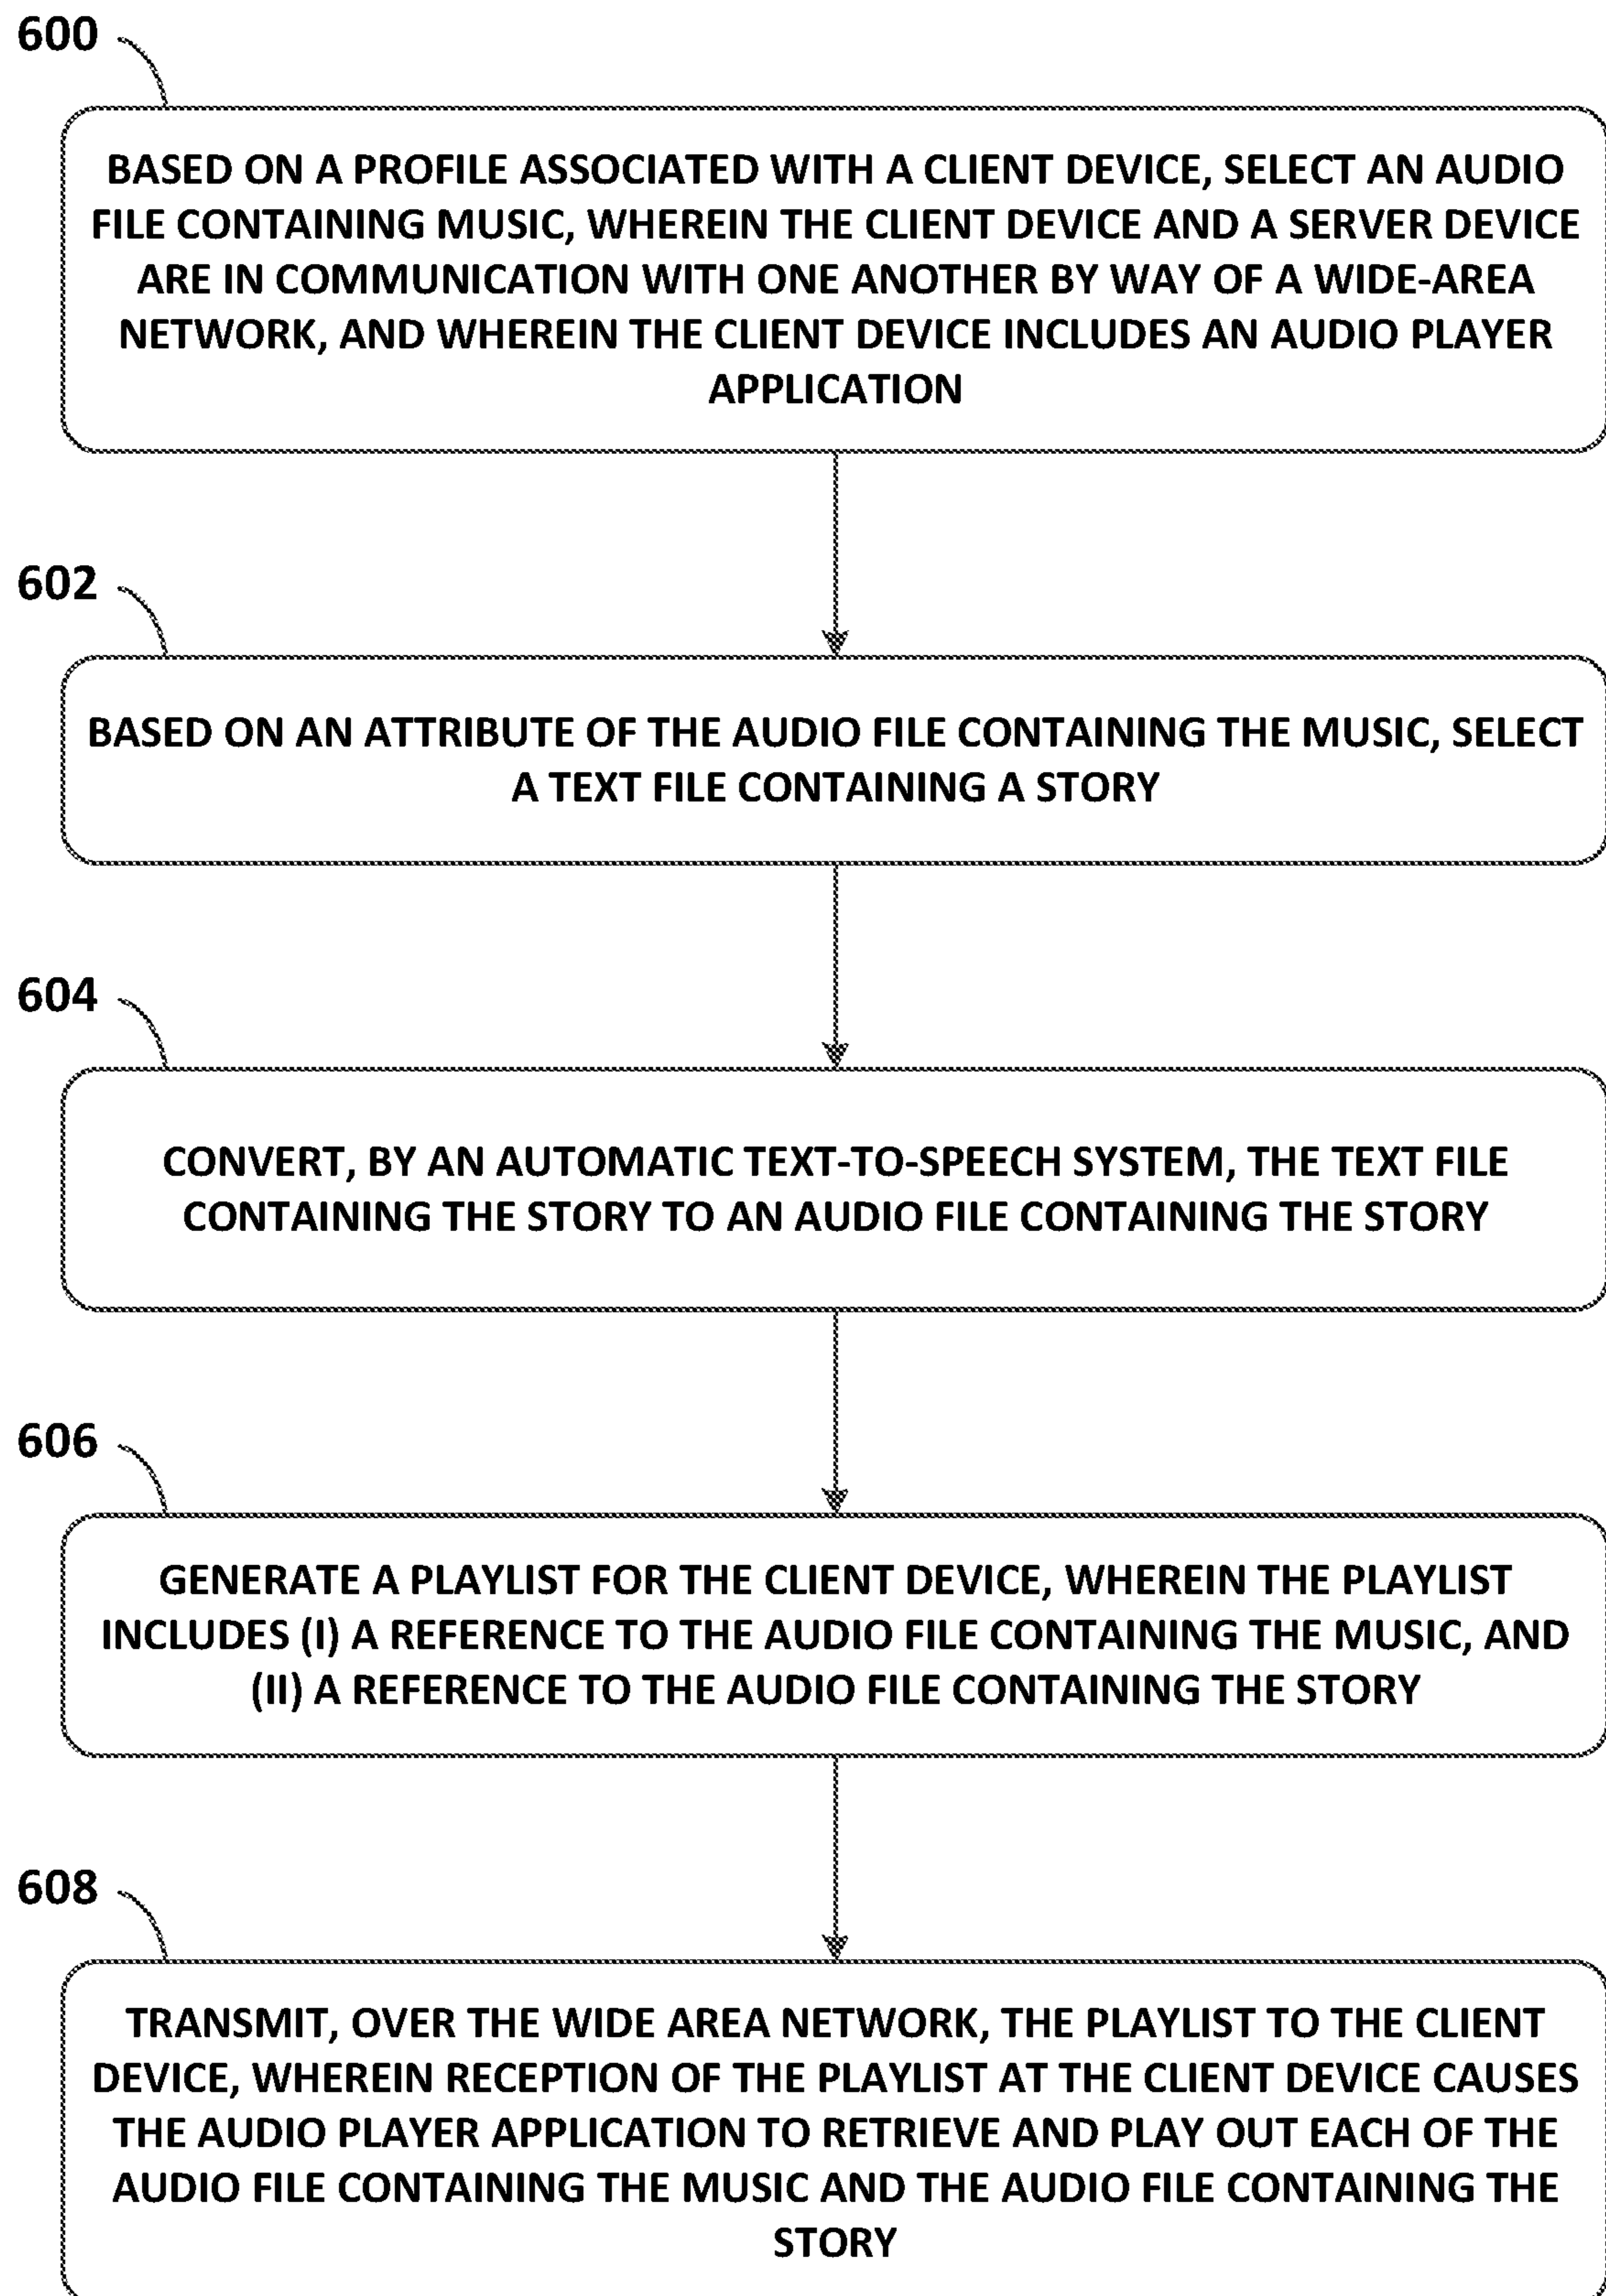 600
BASED ON A PROFILE ASSOCIATED WITH A CLIENT DEVICE, SELECT AN AUDIO
FILE CONTAINING MUSIC, WHEREIN THE CLIENT DEVICE AND A SERVER DEVICE
ARE IN COMMUNICATION WITH ONE ANOTHER BY WAY OF A WIDE-AREA
NETWORK, AND WHEREIN THE CLIENT DEVICE INCLUDES AN AUDIO PLAYER
APPLICATION
602
BASED ON AN ATTRIBUTE OF THE AUDIO FILE CONTAINING THE MUSIC, SELECT
A TEXT FILE CONTAINING A STORY
604
CONVERT, BY AN AUTOMATIC TEXT-TO-SPEECH SYSTEM, THE TEXT FILE
CONTAINING THE STORY TO AN AUDIO FILE CONTAINING THE STORY
606
GENERATE A PLAYLIST FOR THE CLIENT DEVICE, WHEREIN THE PLAYLIST
INCLUDES (I) A REFERENCE TO THE AUDIO FILE CONTAINING THE MUSIC, AND
(II) A REFERENCE TO THE AUDIO FILE CONTAINING THE STORY
608
TRANSMIT, OVER THE WIDE AREA NETWORK, THE PLAYLIST TO THE CLIENT
DEVICE, WHEREIN RECEPTION OF THE PLAYLIST AT THE CLIENT DEVICE CAUSES
THE AUDIO PLAYER APPLICATION TO RETRIEVE AND PLAY OUT EACH OF THE
AUDIO FILE CONTAINING THE MUSIC AND THE AUDIO FILE CONTAINING THE
STORY